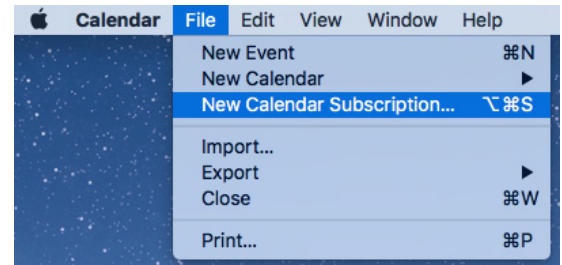 Calendar File Edit View Window Help
New Event ⌘N
New Calendar ▶
New Calendar Subscription... ⌥⌘S
Import...
Export ▶
Close ⌘W
Print... ⌘P